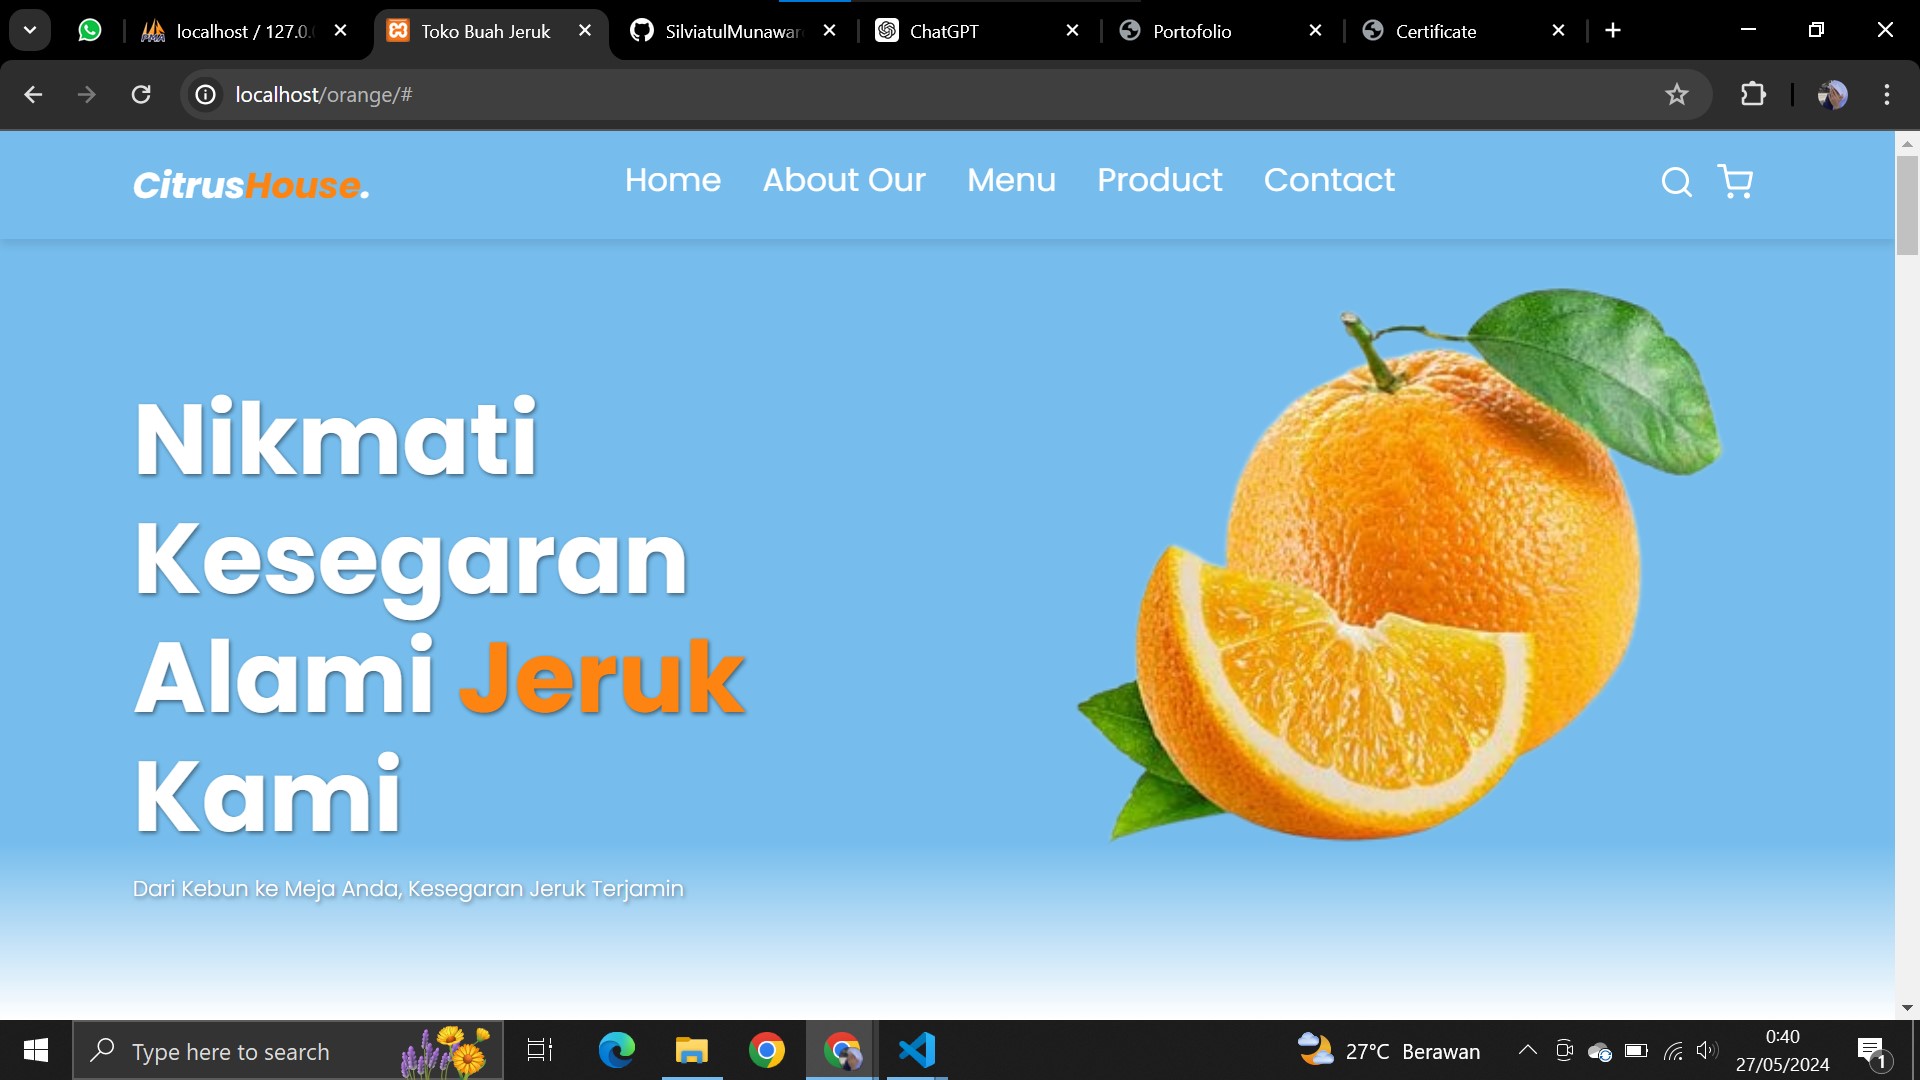 localhost / 127.0.
Toko Buah Jeruk
SilviatulMunawar
ChatGPT
Portofolio
Certificate
localhost/orange/#
CitrusHouse.
Home
About Our
Menu
Product
Contact
Nikmati
Kesegaran
Alami Jeruk
Kami
Dari Kebun ke Meja Anda, Kesegaran Jeruk Terjamin
Type here to search
27°C Berawan
0:40
27/05/2024
1